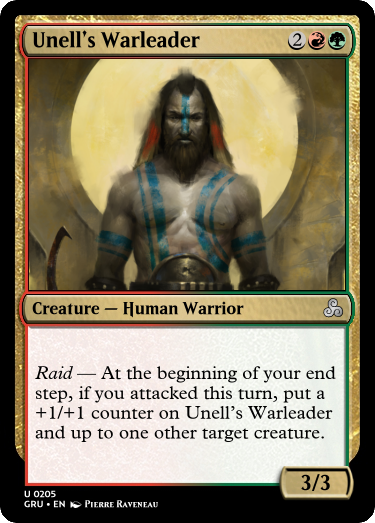 Unell's Warleader 2
Creature — Human Warrior
Raid — At the beginning of your end
step, if you attacked this turn, put a
+1/+1 counter on Unell's Warleader
and up to one other target creature.
3/3
U 0205
GRU • EN Pierre Raveneau